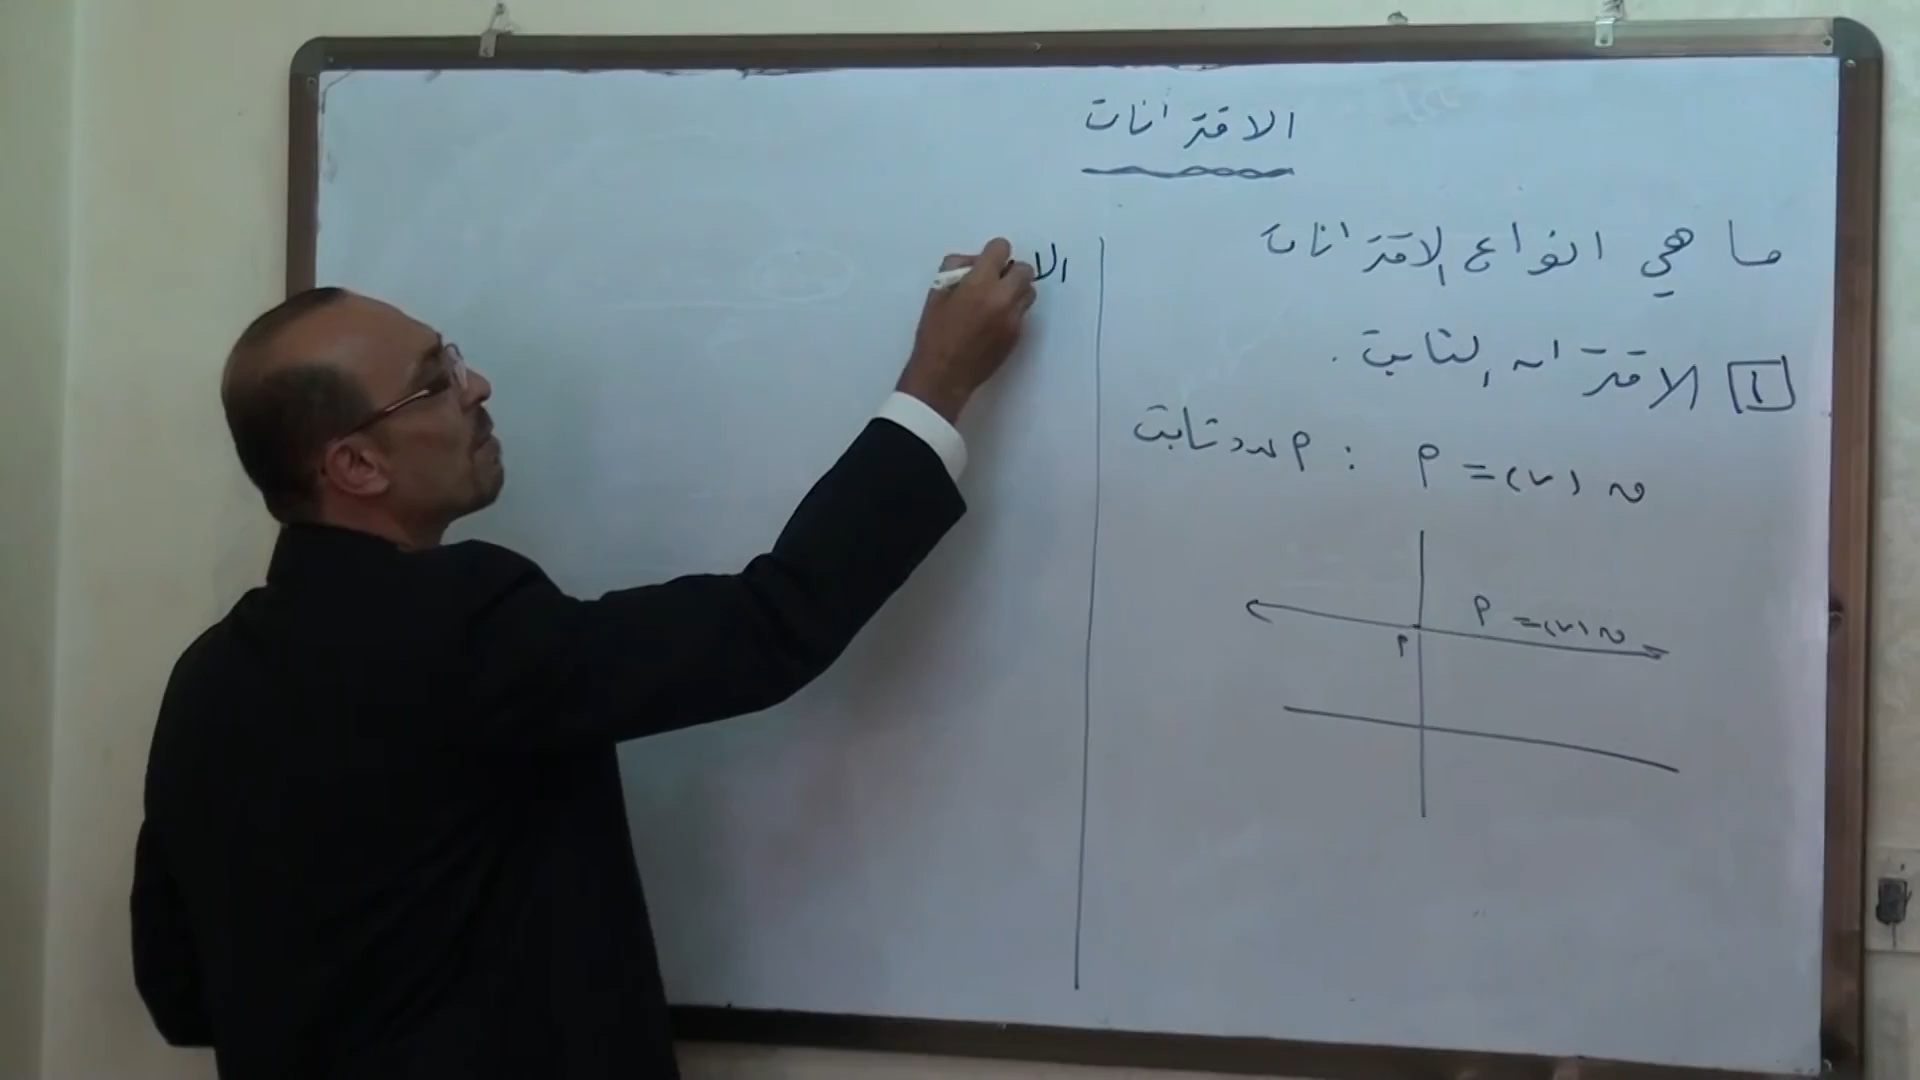 الاقترانات
ما هي انواع الاقترانات
1 الاقتران الثابت .
ق (س) = م : م عدد ثابت
ق (س) = م
م
الا